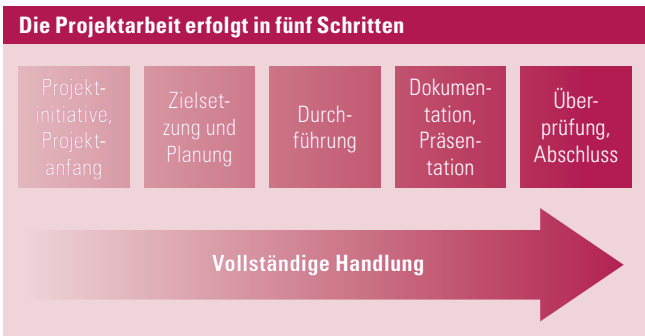 Die Projektarbeit erfolgt in fünf Schritten
Projekt-
initiative,
Projekt-
anfang
Zielset-
zung und
Planung
Durch-
führung
Dokumen-
tation,
Präsen-
tation
Über-
prüfung,
Abschluss
Vollständige Handlung